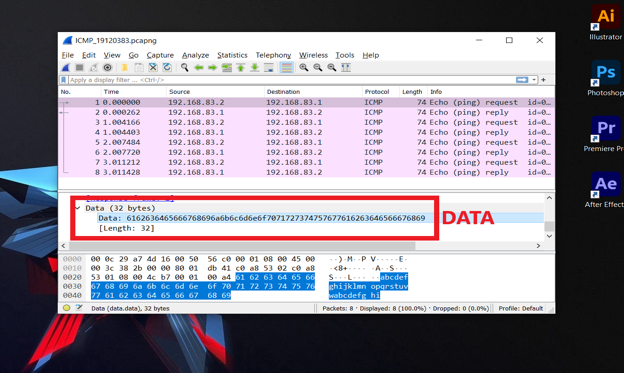 ICMP_19120383.pcapng
File Edit View Go Capture Analyze Statistics Telephony Wireless Tools Help
Apply a display filter ... <Ctrl-/>
No. Time Source Destination Protocol Length Info
1 0.000000 192.168.83.2 192.168.83.1 ICMP 74 Echo (ping) request id=0…
2 0.000262 192.168.83.1 192.168.83.2 ICMP 74 Echo (ping) reply id=0…
3 1.004166 192.168.83.2 192.168.83.1 ICMP 74 Echo (ping) request id=0…
4 1.004403 192.168.83.1 192.168.83.2 ICMP 74 Echo (ping) reply id=0…
5 2.007484 192.168.83.2 192.168.83.1 ICMP 74 Echo (ping) request id=0…
6 2.007720 192.168.83.1 192.168.83.2 ICMP 74 Echo (ping) reply id=0…
7 3.011212 192.168.83.2 192.168.83.1 ICMP 74 Echo (ping) request id=0…
8 3.011428 192.168.83.1 192.168.83.2 ICMP 74 Echo (ping) reply id=0…
Data (32 bytes)
Data: 6162636465666768696a6b6c6d6e6f7071727374757677616263646566676869
[Length: 32]
DATA
0000 00 0c 29 a7 4d 16 00 50 56 c0 00 01 08 00 45 00 ··)·M··P V·····E·
0010 00 3c 38 2b 00 00 80 01 db 41 c0 a8 53 02 c0 a8 ·<8+···· ·A··S···
0020 53 01 08 00 4c b7 00 01 00 a4 61 62 63 64 65 66 S···L··· ··abcdef
0030 67 68 69 6a 6b 6c 6d 6e 6f 70 71 72 73 74 75 76 ghijklmn opqrstuv
0040 77 61 62 63 64 65 66 67 68 69 wabcdefg hi
Data (data.data), 32 bytes Packets: 8 · Displayed: 8 (100.0%) · Dropped: 0 (0.0%) Profile: Default
Ai
Illustrator
Ps
Photoshop
Pr
Premiere Pr
Ae
After Effect